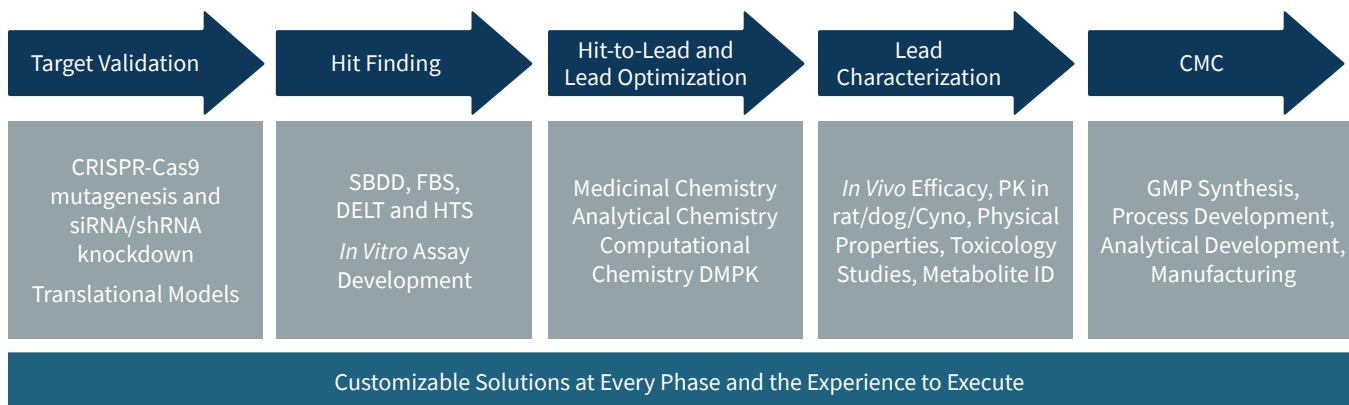 Target Validation
Hit Finding
Hit-to-Lead and
Lead Optimization
Lead
Characterization
CMC
CRISPR-Cas9
mutagenesis and
siRNA/shRNA
knockdown
Translational Models
SBDD, FBS,
DELT and HTS
In Vitro Assay
Development
Medicinal Chemistry
Analytical Chemistry
Computational
Chemistry DMPK
In Vivo Efficacy, PK in
rat/dog/Cyno, Physical
Properties, Toxicology
Studies, Metabolite ID
GMP Synthesis,
Process Development,
Analytical Development,
Manufacturing
Customizable Solutions at Every Phase and the Experience to Execute